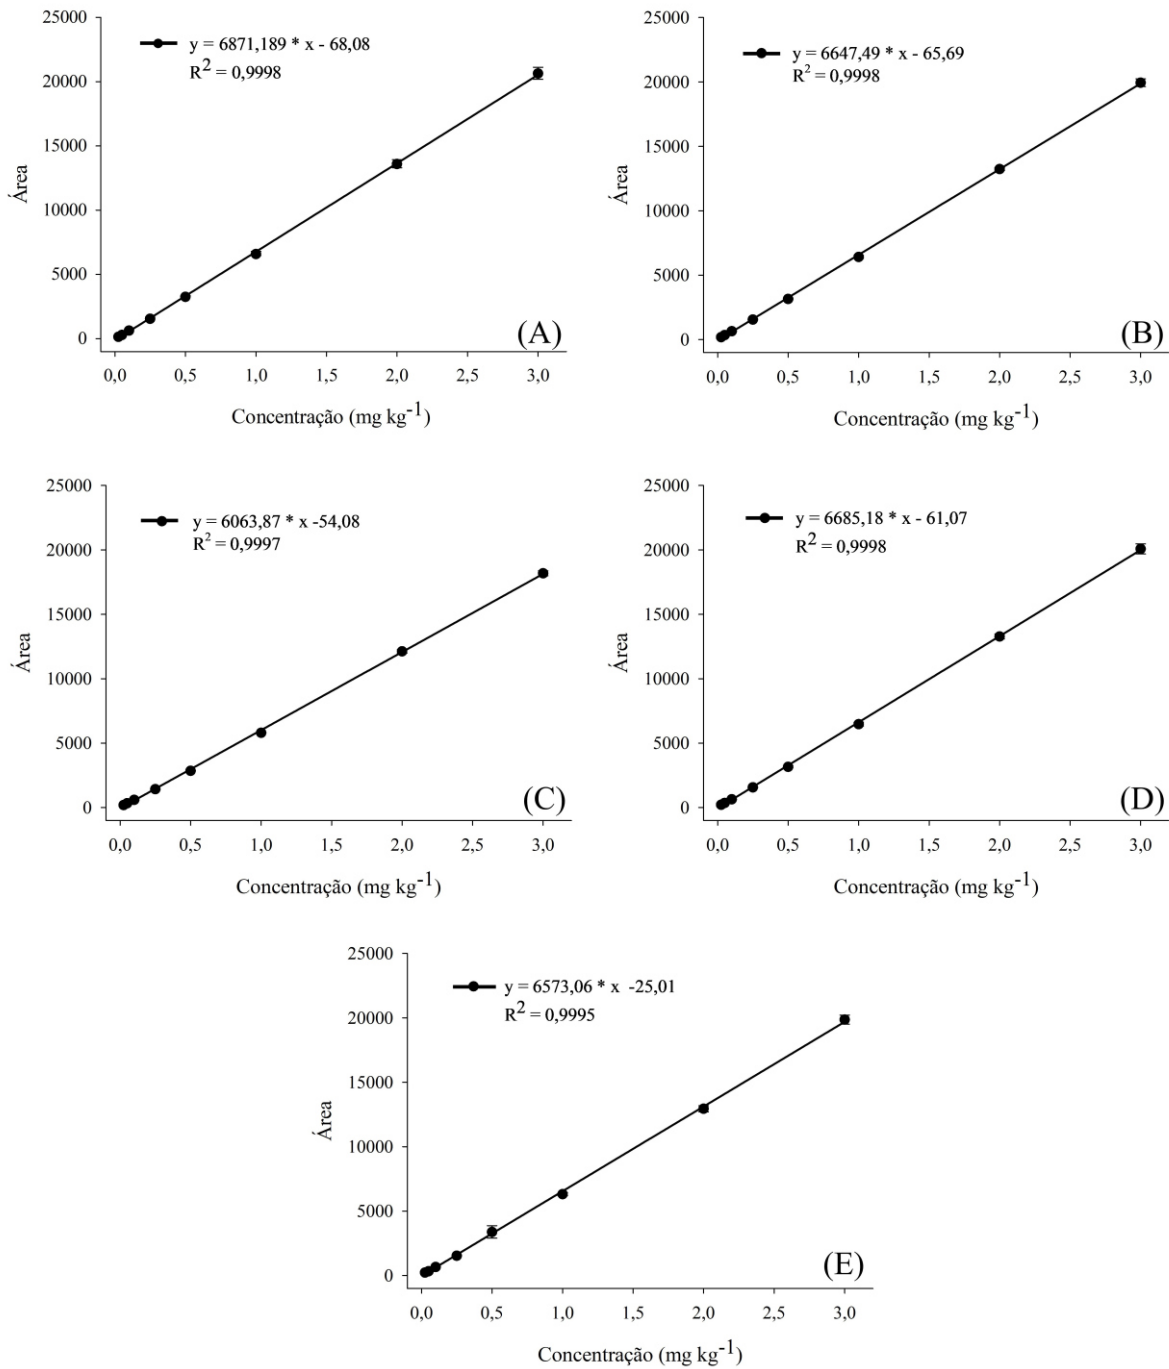 25000
20000
15000
10000
5000
0
Área
y = 6871,189 * x - 68,08
R² = 0,9998
(A)
0,0 0,5 1,0 1,5 2,0 2,5 3,0
Concentração (mg kg⁻¹)
25000
20000
15000
10000
5000
0
Área
y = 6647,49 * x - 65,69
R² = 0,9998
(B)
0,0 0,5 1,0 1,5 2,0 2,5 3,0
Concentração (mg kg⁻¹)
25000
20000
15000
10000
5000
0
Área
y = 6063,87 * x -54,08
R² = 0,9997
(C)
0,0 0,5 1,0 1,5 2,0 2,5 3,0
Concentração (mg kg⁻¹)
25000
20000
15000
10000
5000
0
Área
y = 6685,18 * x - 61,07
R² = 0,9998
(D)
0,0 0,5 1,0 1,5 2,0 2,5 3,0
Concentração (mg kg⁻¹)
25000
20000
15000
10000
5000
0
Área
y = 6573,06 * x -25,01
R² = 0,9995
(E)
0,0 0,5 1,0 1,5 2,0 2,5 3,0
Concentração (mg kg⁻¹)